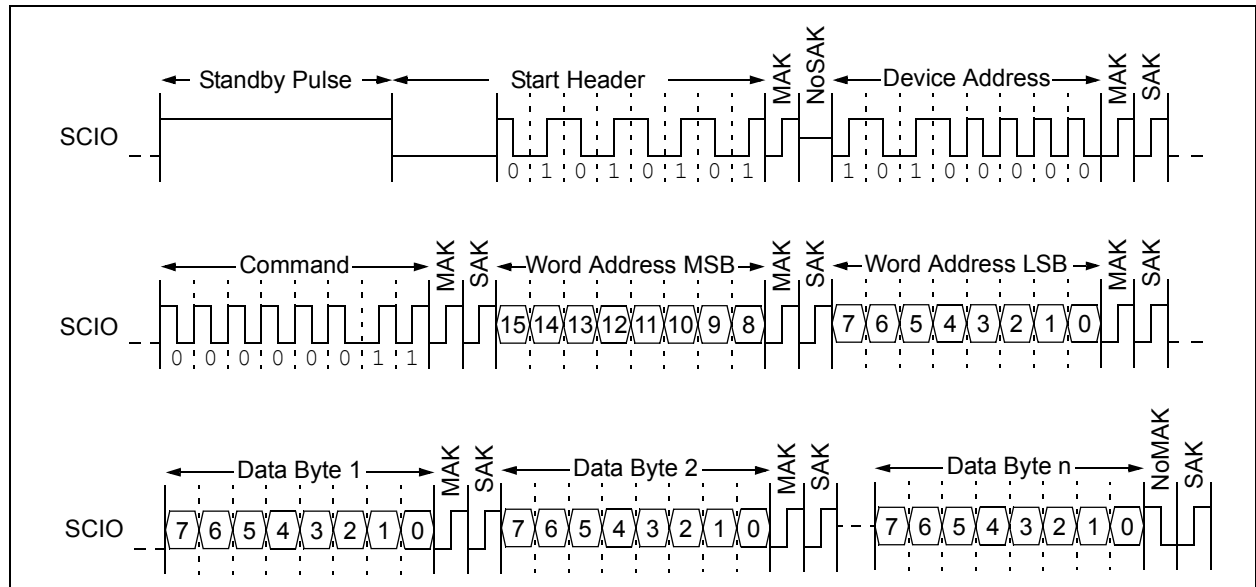 Standby Pulse Start Header MAK NoSAK Device Address MAK SAK
SCIO
0 1 0 1 0 1 0 1 1 0 1 0 0 0 0 0
Command MAK SAK Word Address MSB MAK SAK Word Address LSB MAK SAK
SCIO 15 14 13 12 11 10 9 8 7 6 5 4 3 2 1 0
0 0 0 0 0 0 1 1
Data Byte 1 MAK SAK Data Byte 2 MAK SAK Data Byte n NoMAK SAK
SCIO 7 6 5 4 3 2 1 0 7 6 5 4 3 2 1 0 7 6 5 4 3 2 1 0